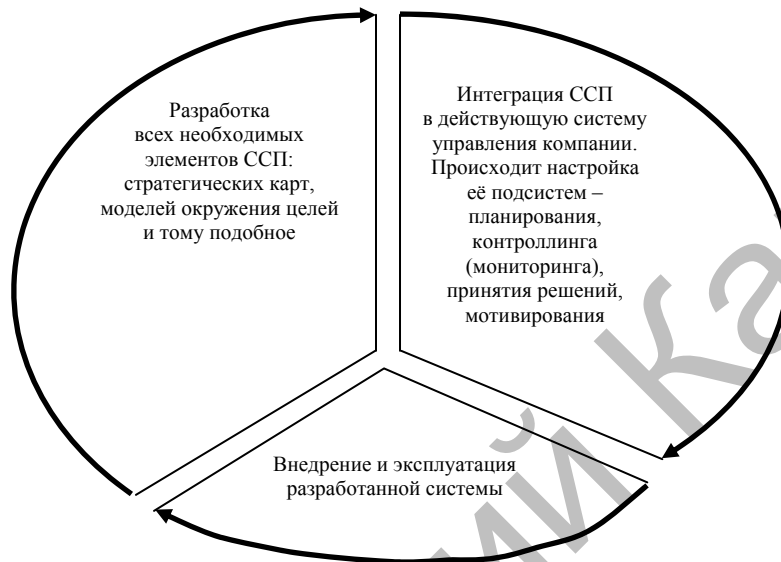 Разработка
всех необходимых
элементов ССП:
стратегических карт,
моделей окружения целей
и тому подобное
Интеграция ССП
в действующую систему
управления компании.
Происходит настройка
её подсистем –
планирования,
контроллинга
(мониторинга),
принятия решений,
мотивирования
Внедрение и эксплуатация
разработанной системы